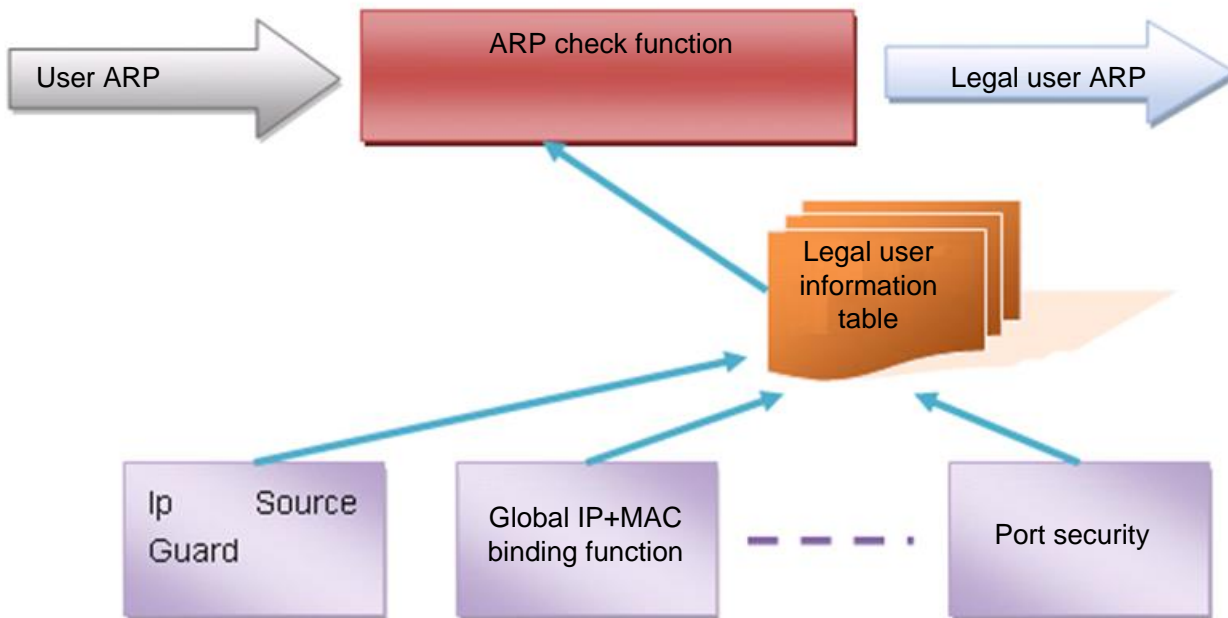 User ARP
ARP check function
Legal user ARP
Legal user
information
table
Ip Source
Guard
Global IP+MAC
binding function
Port security